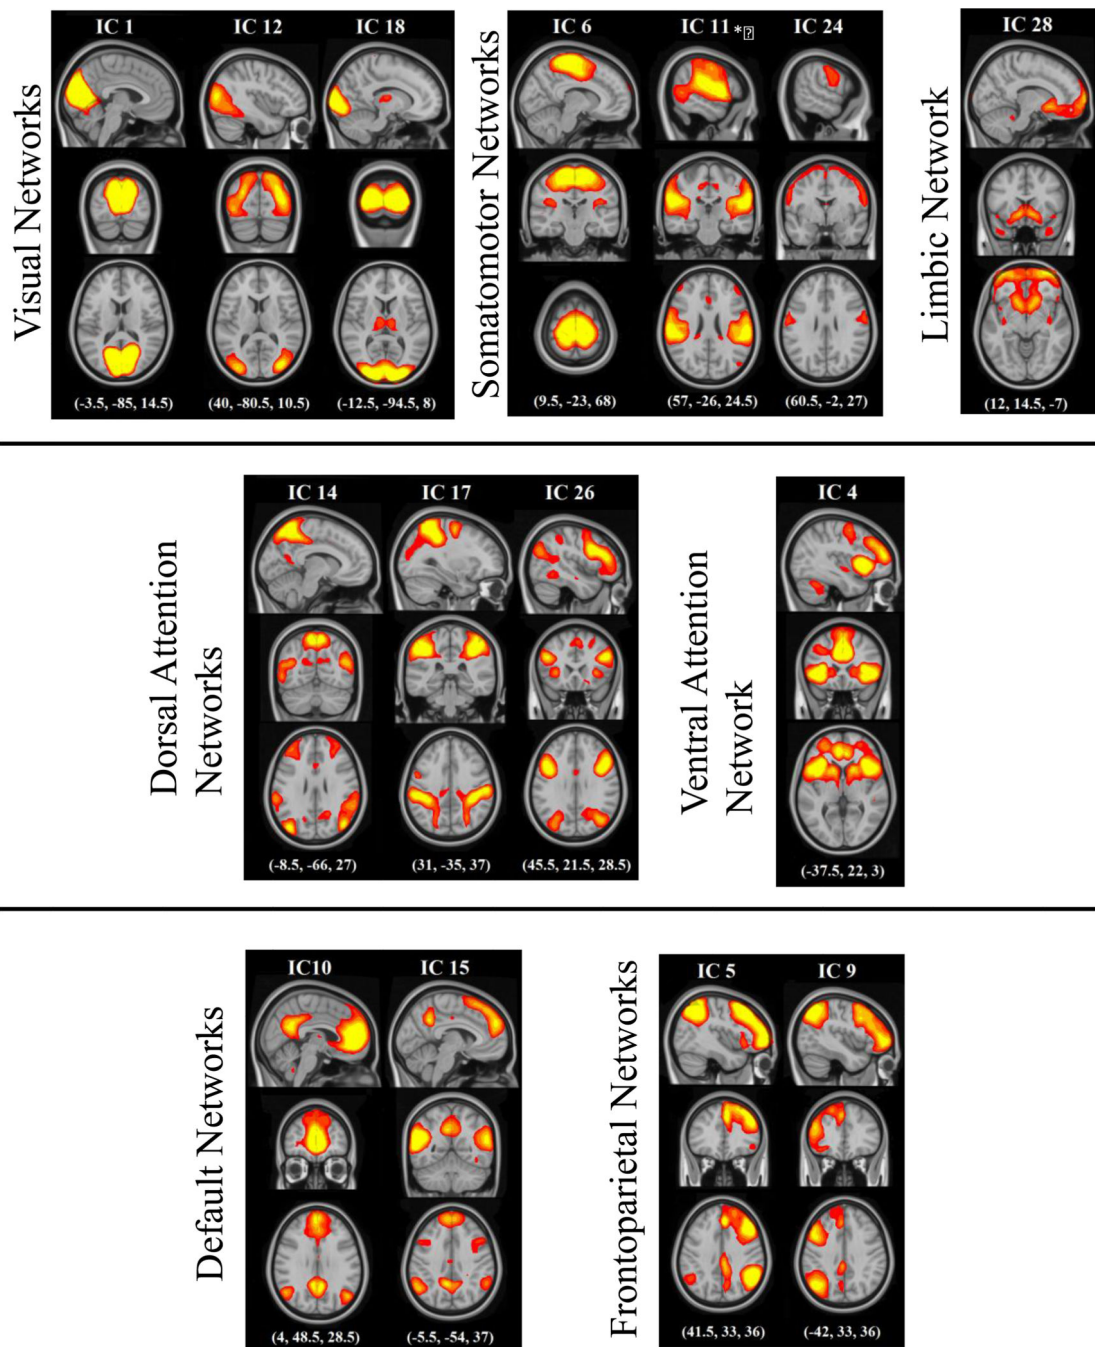 Visual Networks
IC 1 IC 12 IC 18
(-3.5, -85, 14.5) (40, -80.5, 10.5) (-12.5, -94.5, 8)
Somatomotor Networks
IC 6 IC 11 * IC 24
(9.5, -23, 68) (57, -26, 24.5) (60.5, -2, 27)
Limbic Network
IC 28
(12, 14.5, -7)
Dorsal Attention
Networks
IC 14 IC 17 IC 26
(-8.5, -66, 27) (31, -35, 37) (45.5, 21.5, 28.5)
Ventral Attention
Network
IC 4
(-37.5, 22, 3)
Default Networks
IC10 IC 15
(4, 48.5, 28.5) (-5.5, -54, 37)
Frontoparietal Networks
IC 5 IC 9
(41.5, 33, 36) (-42, 33, 36)